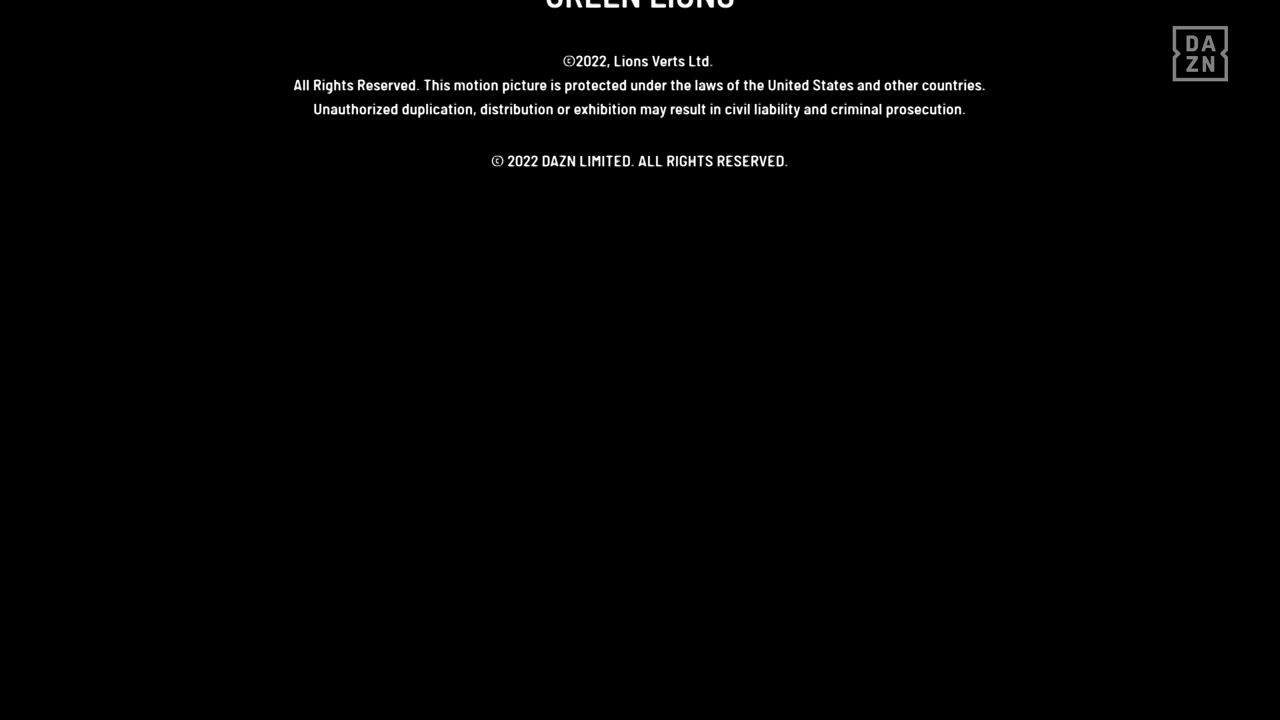 GREEN LIONS
©2022, Lions Verts Ltd.
All Rights Reserved. This motion picture is protected under the laws of the United States and other countries.
Unauthorized duplication, distribution or exhibition may result in civil liability and criminal prosecution.
© 2022 DAZN LIMITED. ALL RIGHTS RESERVED.
DA
ZN